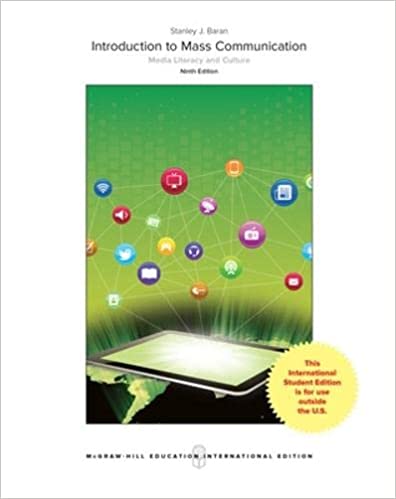 Stanley J. Baran
Introduction to Mass Communication
Media Literacy and Culture
Ninth Edition
This
International
Student Edition
is for use
outside
the U.S.
McGRAW-HILL EDUCATION INTERNATIONAL EDITION